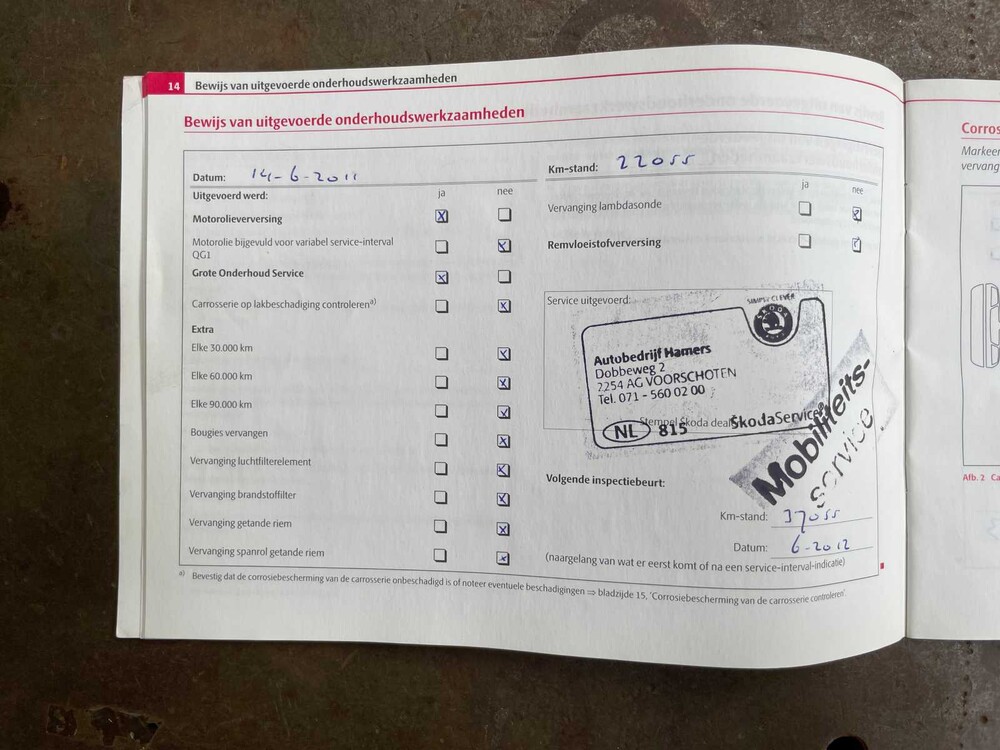 14 Bewijs van uitgevoerde onderhoudswerkzaamheden
Bewijs van uitgevoerde onderhoudswerkzaamheden
Datum: 14-6-2011
Km-stand: 22055
Uitgevoerd werd: ja nee
Motorolieverversing
Motorolie bijgevuld voor variabel service-interval
QG1
Grote Onderhoud Service
Carrosserie op lakbeschadiging controleren a)
Extra
Elke 30.000 km
Elke 60.000 km
Elke 90.000 km
Bougies vervangen
Vervanging luchtfilterelement
Vervanging brandstoffilter
Vervanging getande riem
Vervanging spanrol getande riem
ja nee
Vervanging lambdasonde
Remvloeistofverversing
Service uitgevoerd:
SIMPLY CLEVER
SKODA
Autobedrijf Hamers
Dobbeweg 2
2254 AG VOORSCHOTEN
Tel. 071 - 560 02 00
Stempel Škoda deal
NL 815 ŠkodaService
Mobiliteits-
service
Volgende inspectiebeurt:
Km-stand: 37055
Datum: 6-2012
(naargelang van wat er eerst komt of na een service-interval-indicatie)
a) Bevestig dat de corrosiebescherming van de carrosserie onbeschadigd is of noteer eventuele beschadigingen ⇒ bladzijde 15, 'Corrosiebescherming van de carrosserie controleren'.
Corros
Markeer
vervang
Afb. 2 Ca